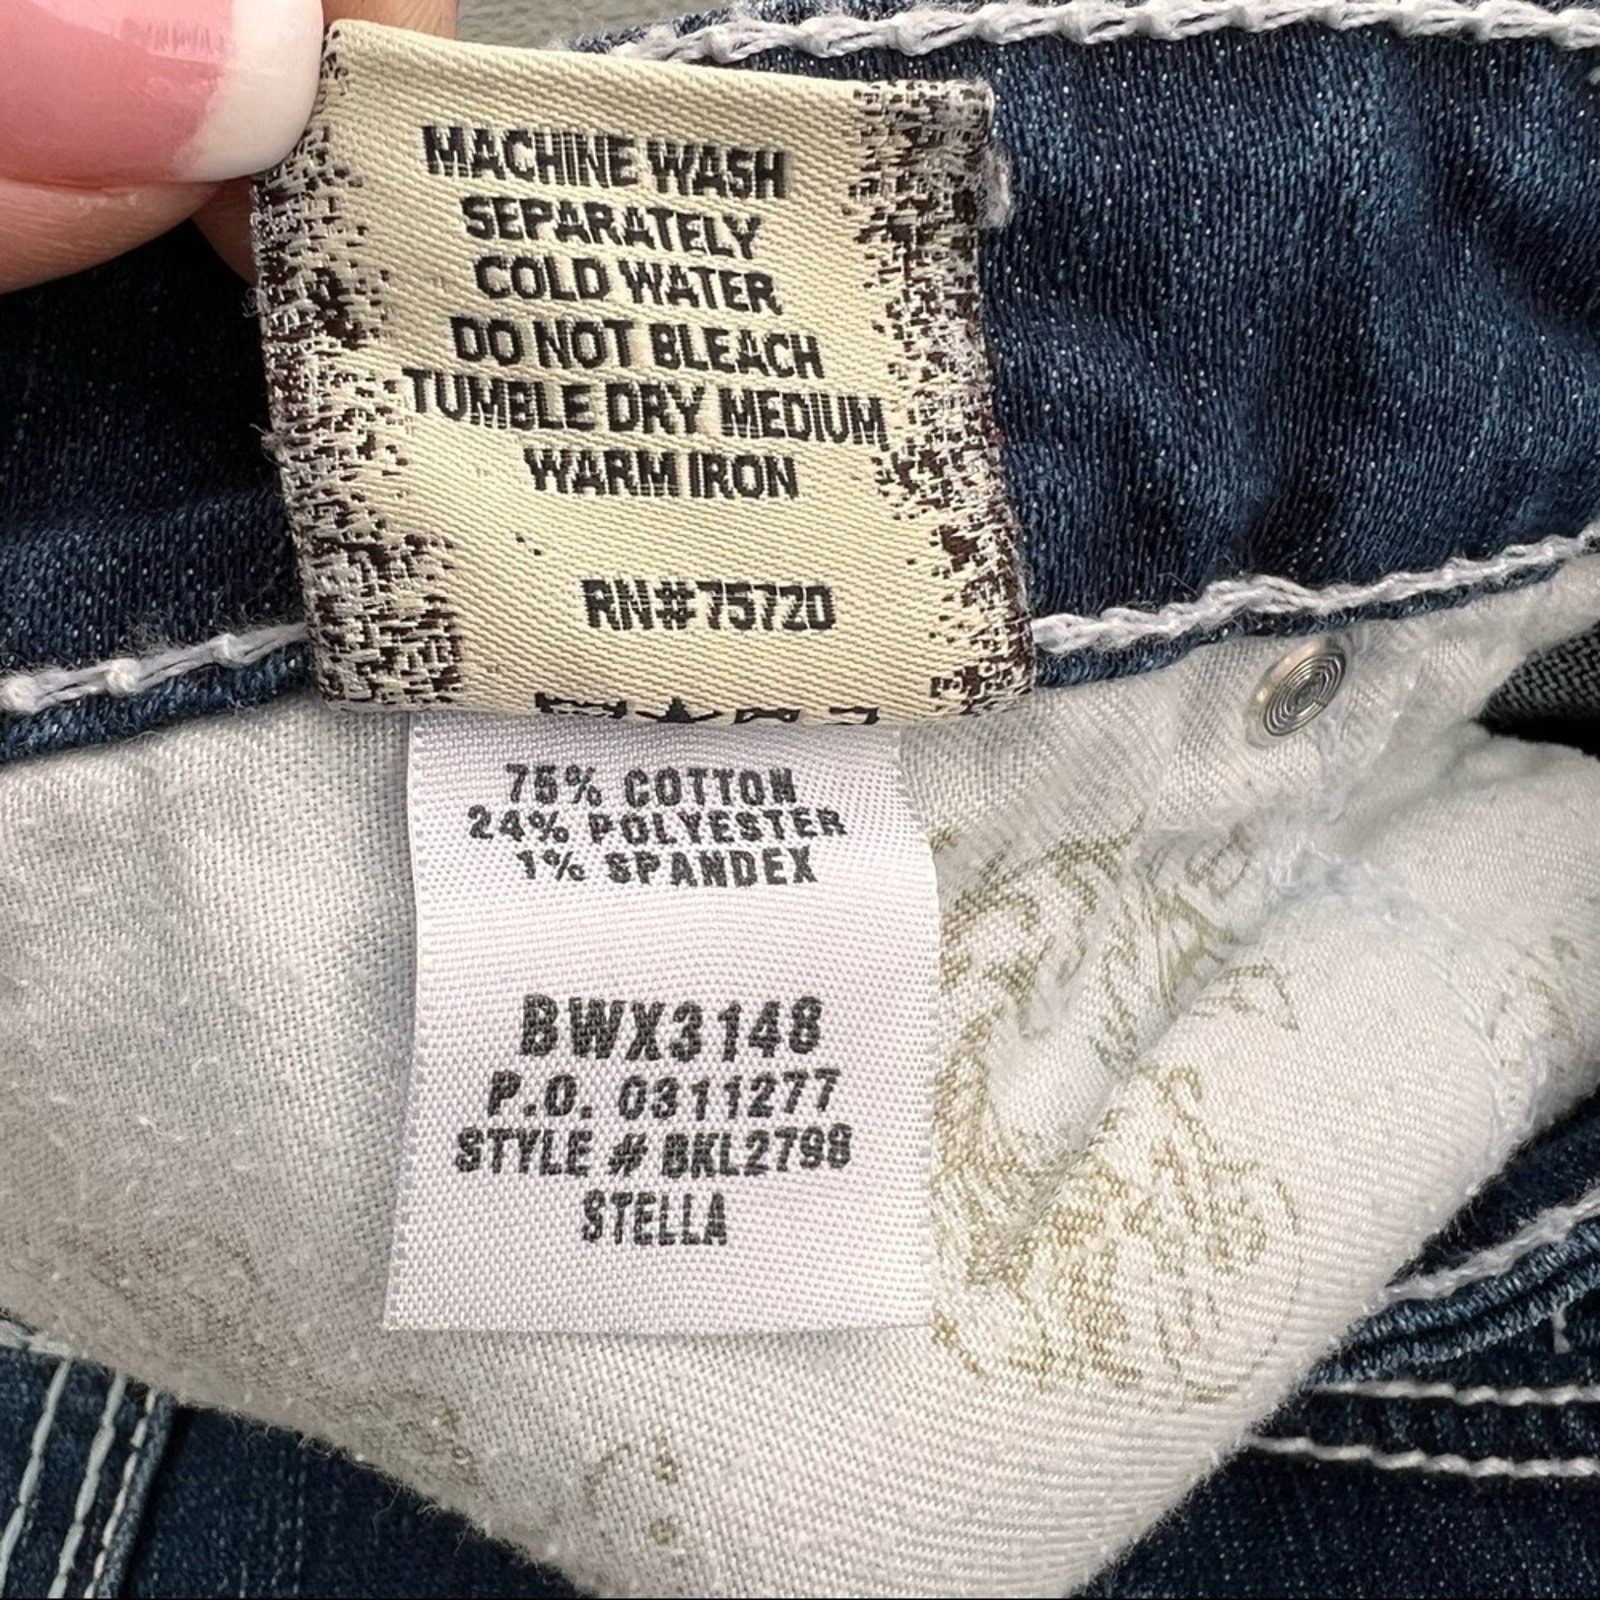 MACHINE WASH
SEPARATELY
COLD WATER
DO NOT BLEACH
TUMBLE DRY MEDIUM
WARM IRON
RN#75720
75% COTTON
24% POLYESTER
1% SPANDEX
BWX3148
P.O. 0311277
STYLE # BKL2798
STELLA